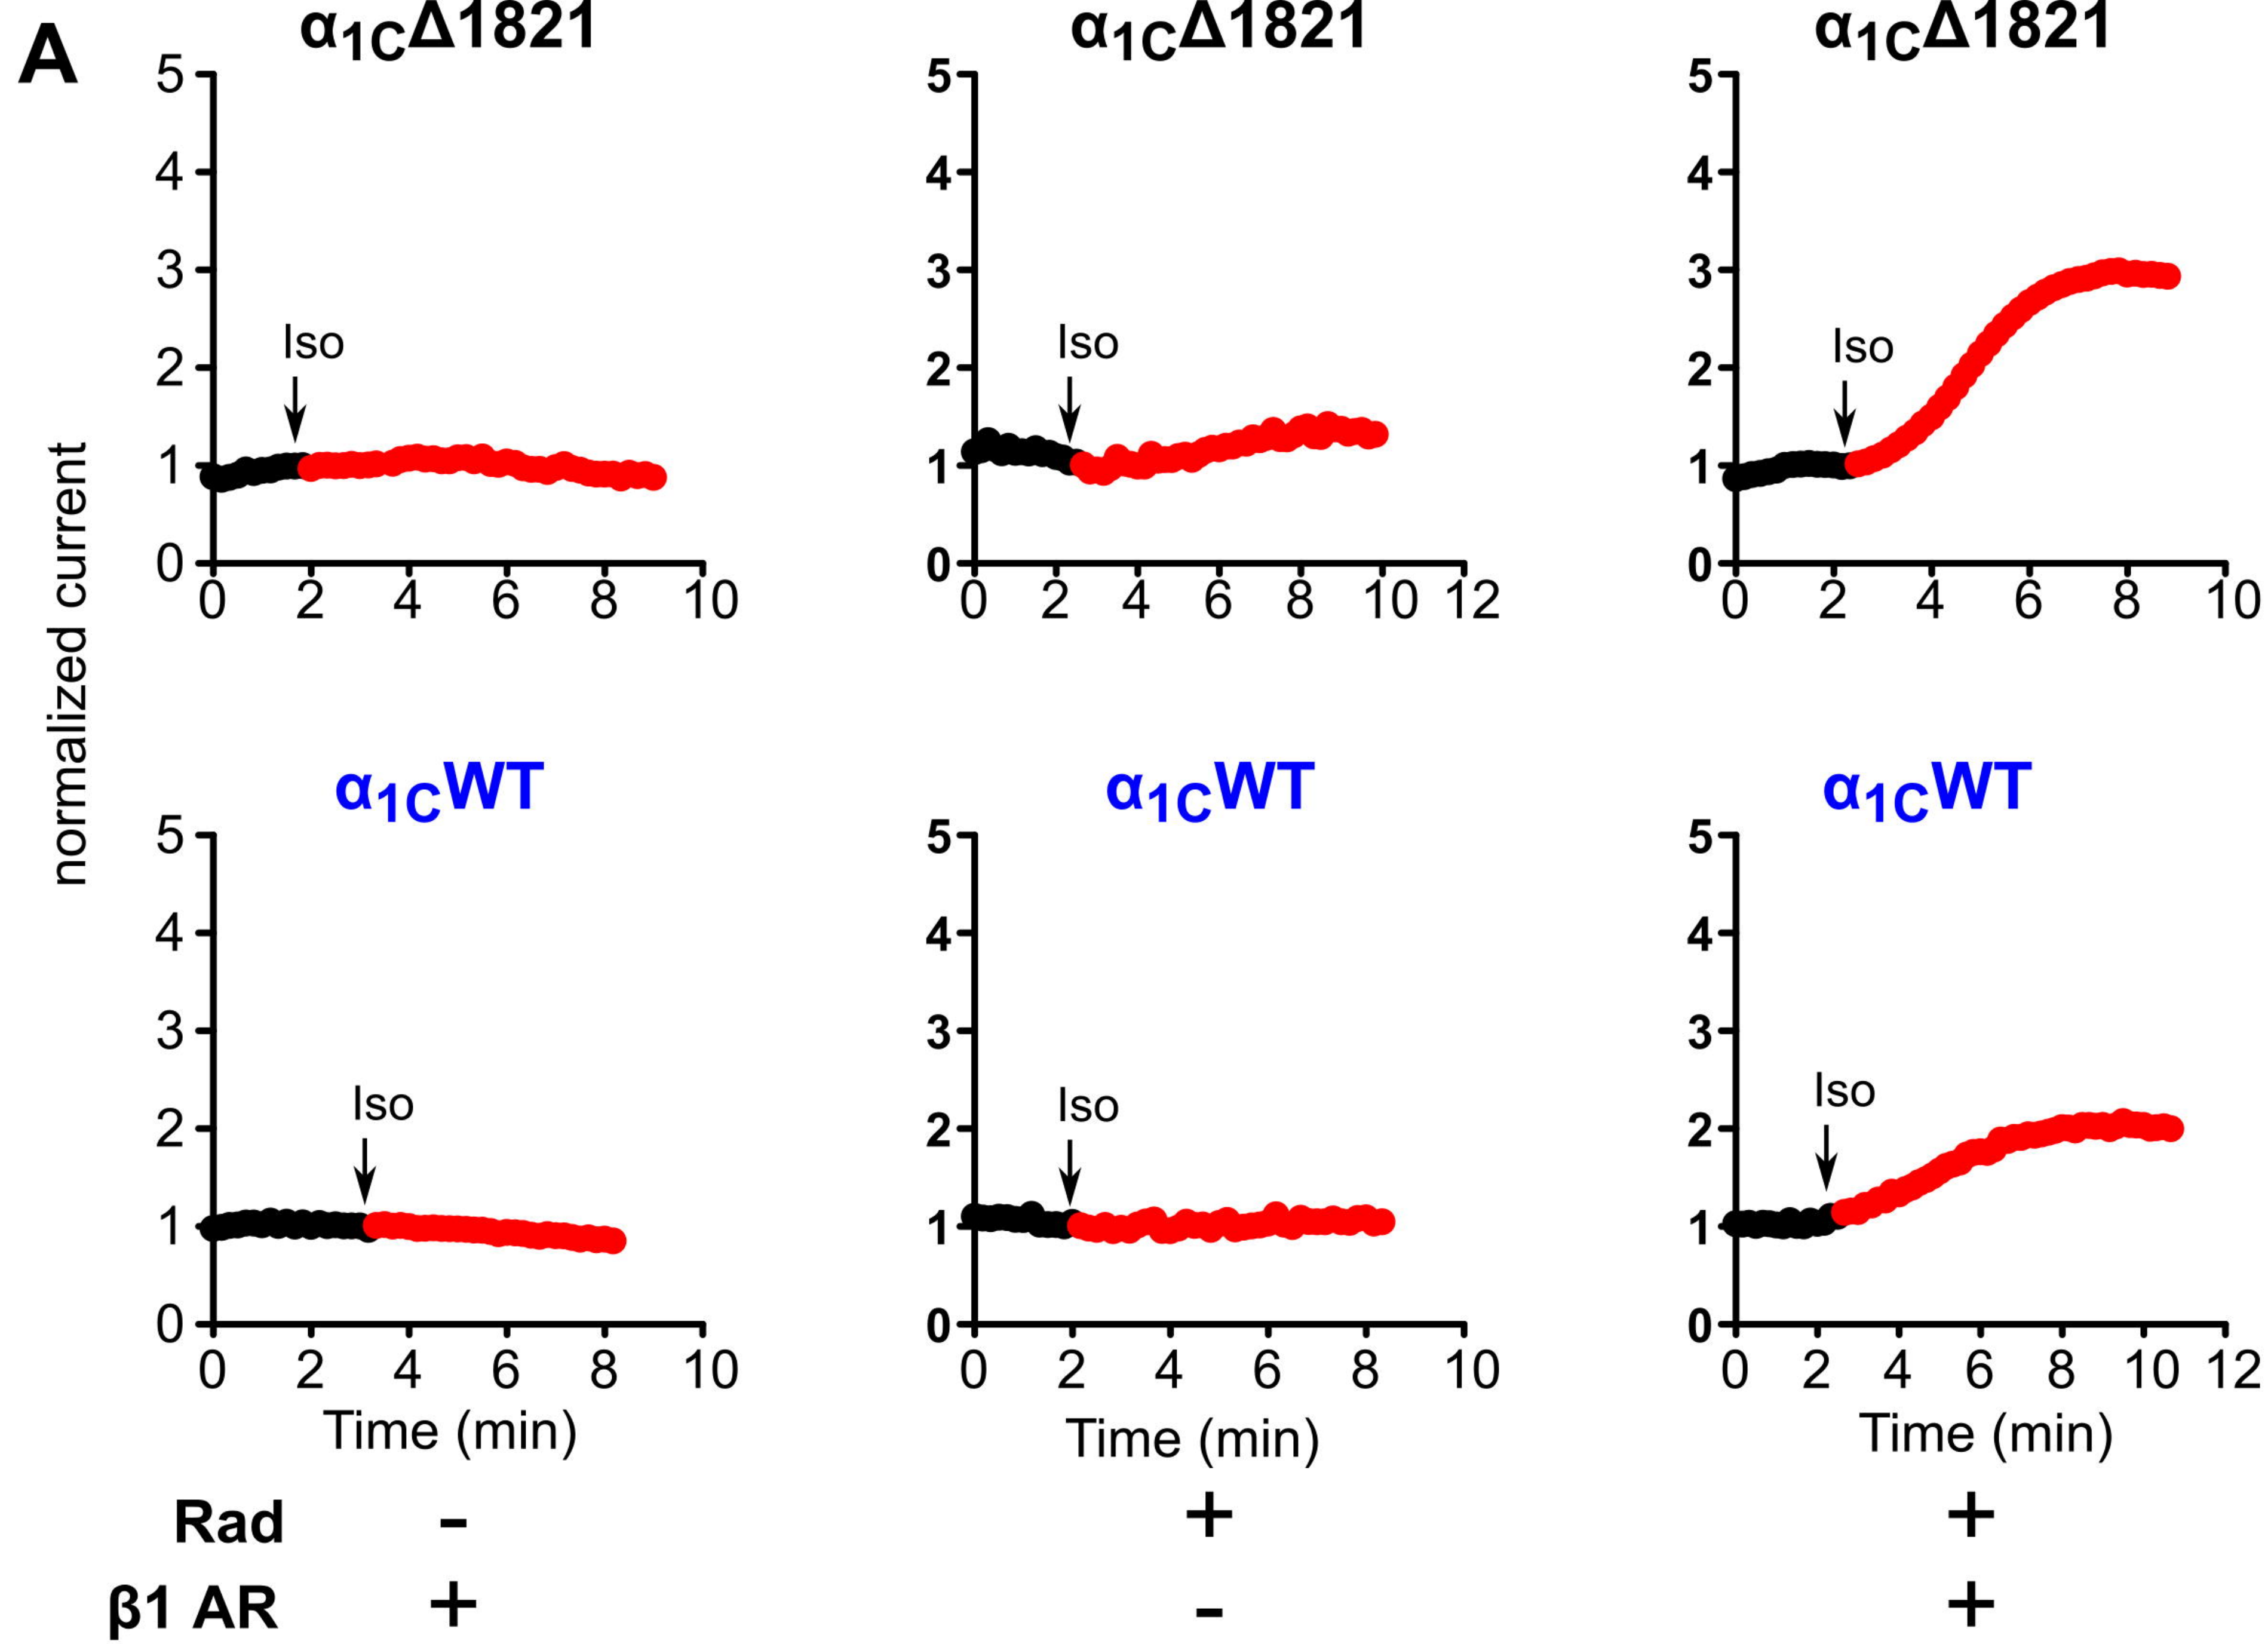 A
α1CΔ1821 α1CΔ1821 α1CΔ1821
5 5 5
4 4 4
3 3 3
Iso Iso Iso
2 2 2
1 1 1
0 0 0
0 2 4 6 8 10 0 2 4 6 8 10 12 0 2 4 6 8 10
normalized current
α1CWT α1CWT α1CWT
5 5 5
4 4 4
3 3 3
Iso Iso Iso
2 2 2
1 1 1
0 0 0
0 2 4 6 8 10 0 2 4 6 8 10 0 2 4 6 8 10 12
Time (min) Time (min) Time (min)
Rad - + +
β1 AR + - +